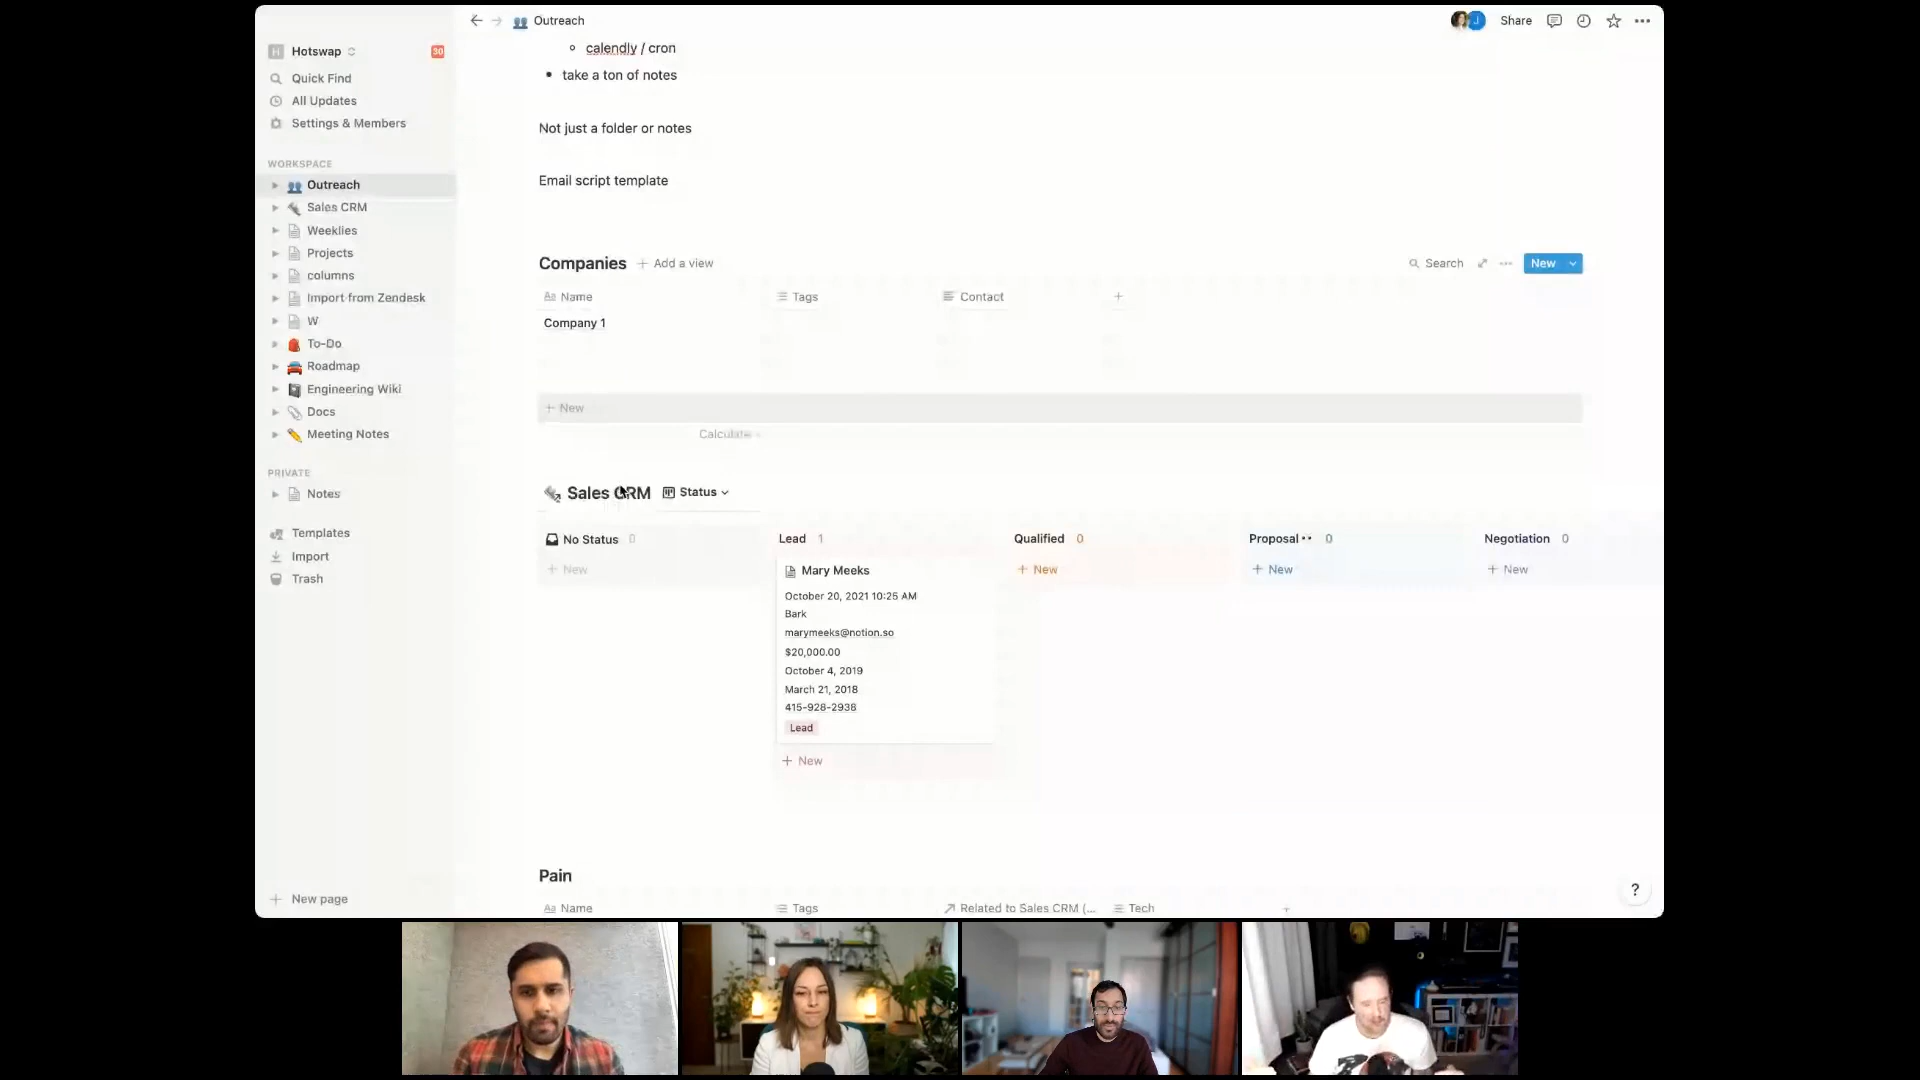 Outreach
J
Share
H Hotswap
30
Quick Find
All Updates
Settings & Members
WORKSPACE
Outreach
Sales CRM
Weeklies
Projects
columns
Import from Zendesk
W
To-Do
Roadmap
Engineering Wiki
Docs
Meeting Notes
PRIVATE
Notes
Templates
Import
Trash
New page
calendly / cron
take a ton of notes
Not just a folder or notes
Email script template
Companies + Add a view
Search
New
Aa Name
Tags
Contact
+
Company 1
+ New
Calculate
Sales CRM
Status
No Status 0
+ New
Lead 1
Mary Meeks
October 20, 2021 10:25 AM
Bark
marymeeks@notion.so
$20,000.00
October 4, 2019
March 21, 2018
415-928-2938
Lead
+ New
Qualified 0
+ New
Proposal 👀 0
+ New
Negotiation 0
+ New
Pain
Aa Name
Tags
Related to Sales CRM (...
Tech
+
?